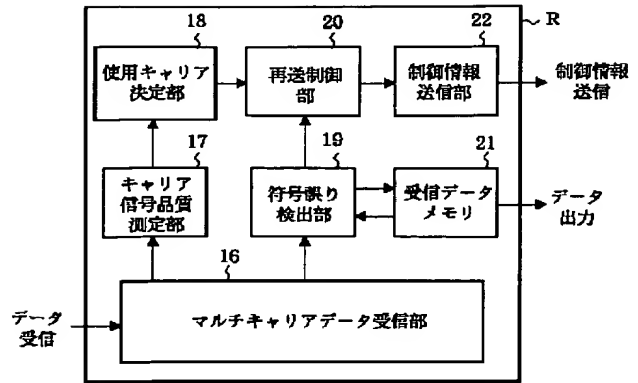 R
18
使用キャリア
決定部
20
再送制御
部
22
制御情報
送信部
制御情報
送信
17
キャリア
信号品質
測定部
19
符号誤り
検出部
21
受信データ
メモリ
データ
出力
16
マルチキャリアデータ受信部
データ
受信